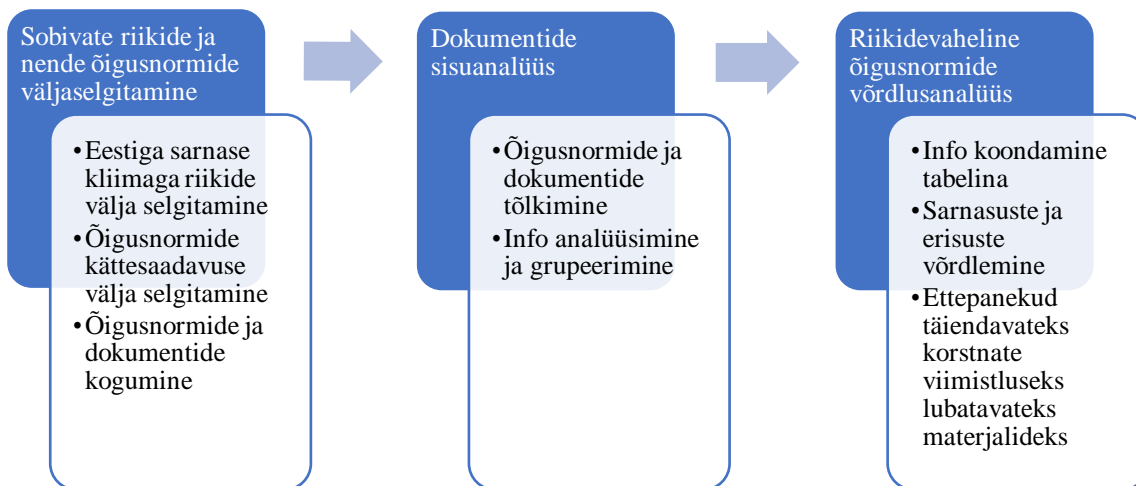 Sobivate riikide ja
nende õigusnormide
väljaselgitamine
•Eestiga sarnase
kliimaga riikide
välja selgitamine
•Õigusnormide
kättesaadavuse
välja selgitamine
•Õigusnormide ja
dokumentide
kogumine
Dokumentide
sisuanalüüs
•Õigusnormide ja
dokumentide
tõlkimine
•Info analüüsimine
ja grupeerimine
Riikidevaheline
õigusnormide
võrdlusanalüüs
•Info koondamine
tabelina
•Sarnasuste ja
erisuste
võrdlemine
•Ettepanekud
täiendavateks
korstnate
viimistluseks
lubatavateks
materjalideks